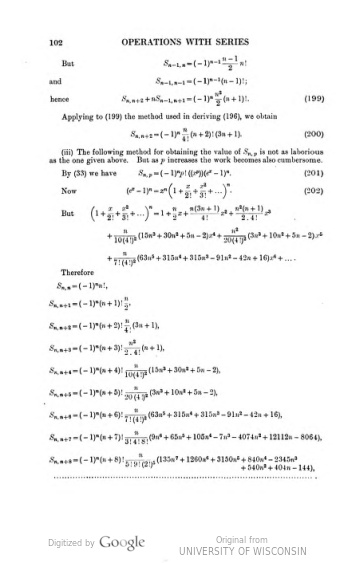 102 OPERATIONS WITH SERIES
But S_{n-1, n} = (-1)^{n-1} \frac{n-1}{2} n!
and S_{n-1, n-1} = (-1)^{n-1}(n-1)!;
hence S_{n, n+2} + nS_{n-1, n+1} = (-1)^n \frac{n^2}{2}(n+1)!. (199)
Applying to (199) the method used in deriving (196), we obtain
S_{n, n+2} = (-1)^n \frac{n}{4}(n+2)!(3n+1). (200)
(iii) The following method for obtaining the value of S_{n, p} is not as laborious
as the one given above. But as p increases the work becomes also cumbersome.
By (33) we have S_{n, p} = (-1)^n p!((x^p))(e^x-1)^n. (201)
Now (e^x-1)^n = x^n(1 + \frac{x}{2!} + \frac{x^2}{3!} + ...)^n. (202)
But (1 + \frac{x}{2!} + \frac{x^2}{3!} + ...)^n = 1 + \frac{n}{2}x + \frac{n(3n+1)}{4!}x^2 + \frac{n^2(n+1)}{2.4!}x^3
+ \frac{n}{10(4!)^2}(15n^3+30n^2+5n-2)x^4 + \frac{n^2}{20(4!)^2}(3n^3+10n^2+5n-2)x^5
+ \frac{n}{7!(4!)^2}(63n^5+315n^4+315n^3-91n^2-42n+16)x^6 + ....
Therefore
S_{n, n} = (-1)^n n!,
S_{n, n+1} = (-1)^n(n+1)!\frac{n}{2},
S_{n, n+2} = (-1)^n(n+2)!\frac{n}{4}(3n+1),
S_{n, n+3} = (-1)^n(n+3)!\frac{n^2}{2.4!}(n+1),
S_{n, n+4} = (-1)^n(n+4)!\frac{n}{10(4!)^2}(15n^3+30n^2+5n-2),
S_{n, n+5} = (-1)^n(n+5)!\frac{n^2}{20(4!)^2}(3n^3+10n^2+5n-2),
S_{n, n+6} = (-1)^n(n+6)!\frac{n}{7!(4!)^2}(63n^5+315n^4+315n^3-91n^2-42n+16),
S_{n, n+7} = (-1)^n(n+7)!\frac{n}{3!4!8!}(9n^6+65n^5+105n^4-7n^3-4074n^2+12112n-8064),
S_{n, n+8} = (-1)^n(n+8)!\frac{n}{5!9!(2!)^5}(135n^7+1260n^6+3150n^5+840n^4-2345n^3
+540n^2+404n-144),
Digitized by Google
Original from
UNIVERSITY OF WISCONSIN